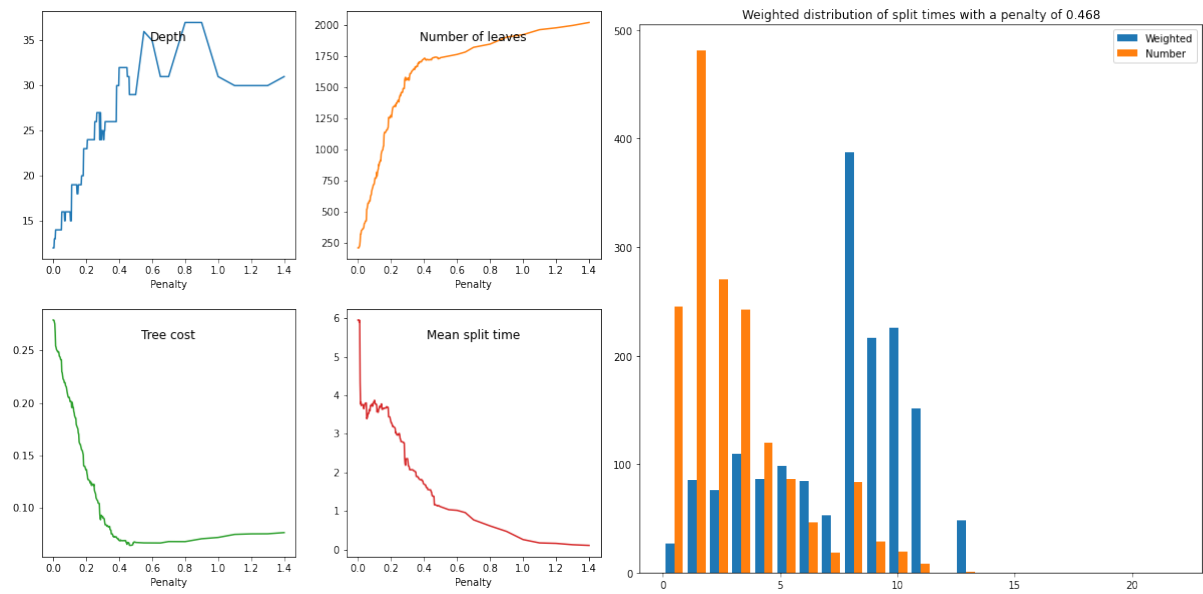 Depth
35
30
25
20
15
0.0 0.2 0.4 0.6 0.8 1.0 1.2 1.4
Penalty
Number of leaves
2000
1750
1500
1250
1000
750
500
250
0.0 0.2 0.4 0.6 0.8 1.0 1.2 1.4
Penalty
Tree cost
0.25
0.20
0.15
0.10
0.0 0.2 0.4 0.6 0.8 1.0 1.2 1.4
Penalty
Mean split time
6
5
4
3
2
1
0
0.0 0.2 0.4 0.6 0.8 1.0 1.2 1.4
Penalty
Weighted distribution of split times with a penalty of 0.468
Weighted
Number
500
400
300
200
100
0
0 5 10 15 20